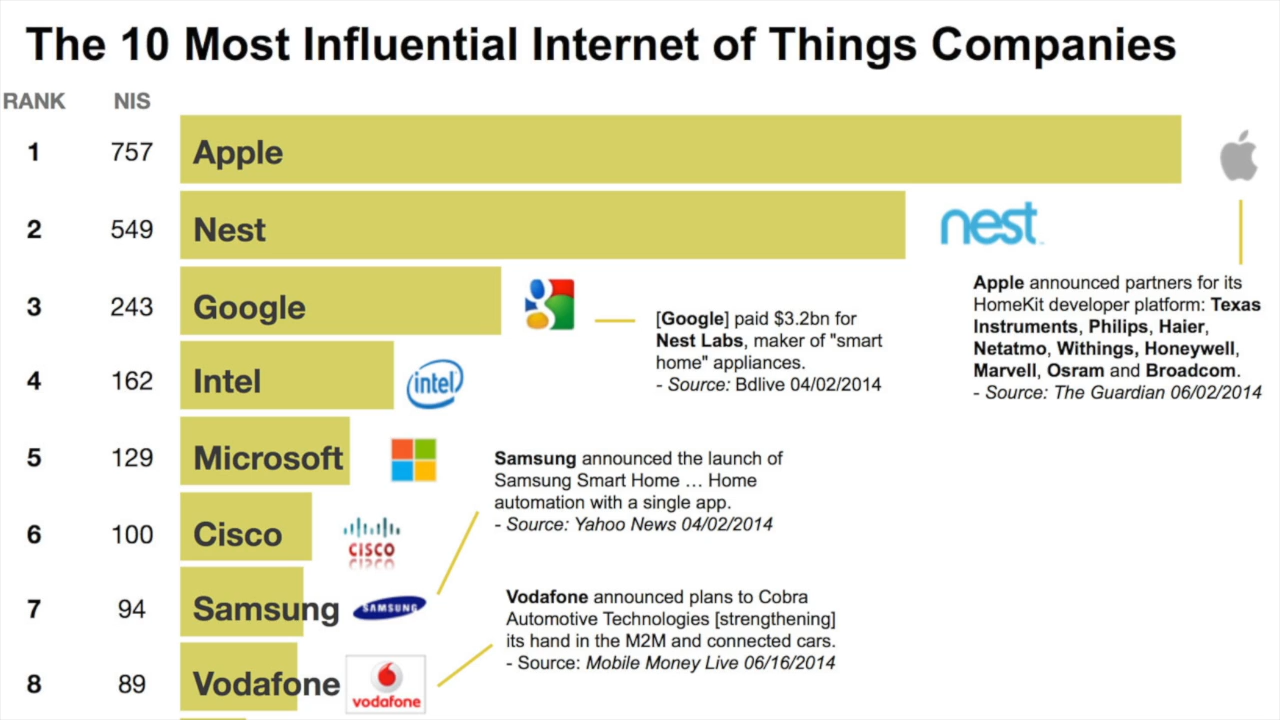 The 10 Most Influential Internet of Things Companies
RANK NIS
1 757 Apple
2 549 Nest nest
Apple announced partners for its
HomeKit developer platform: Texas
Instruments, Philips, Haier,
Netatmo, Withings, Honeywell,
Marvell, Osram and Broadcom.
- Source: The Guardian 06/02/2014
3 243 Google g
[Google] paid $3.2bn for
Nest Labs, maker of "smart
home" appliances.
- Source: Bdlive 04/02/2014
4 162 Intel intel
5 129 Microsoft
Samsung announced the launch of
Samsung Smart Home … Home
automation with a single app.
- Source: Yahoo News 04/02/2014
6 100 Cisco CISCO
7 94 Samsung SAMSUNG
Vodafone announced plans to Cobra
Automotive Technologies [strengthening]
its hand in the M2M and connected cars.
- Source: Mobile Money Live 06/16/2014
8 89 Vodafone vodafone